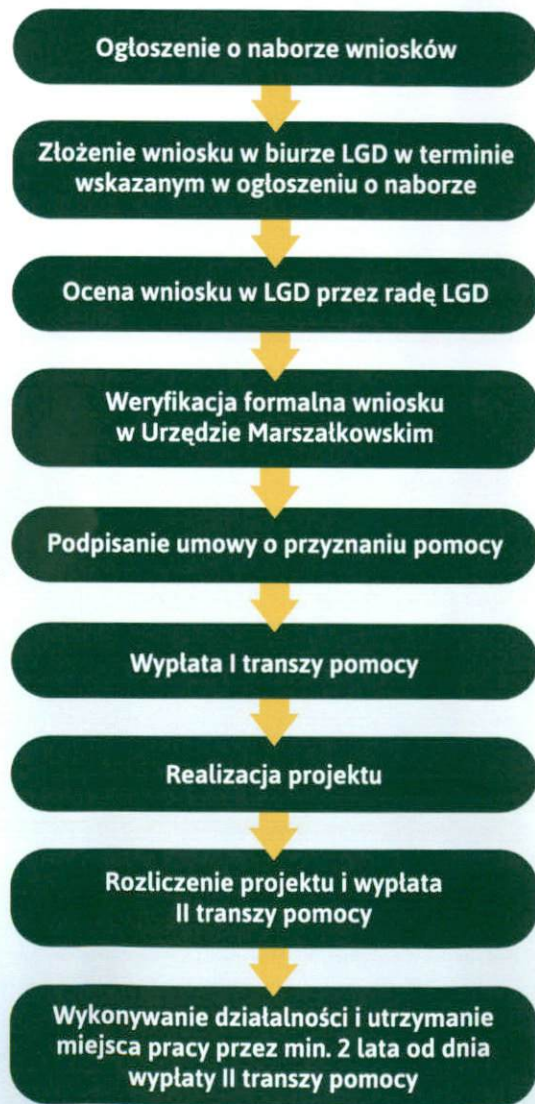 Ogłoszenie o naborze wniosków
Złożenie wniosku w biurze LGD w terminie
wskazanym w ogłoszeniu o naborze
Ocena wniosku w LGD przez radę LGD
Weryfikacja formalna wniosku
w Urzędzie Marszałkowskim
Podpisanie umowy o przyznaniu pomocy
Wypłata I transzy pomocy
Realizacja projektu
Rozliczenie projektu i wypłata
II transzy pomocy
Wykonywanie działalności i utrzymanie
miejsca pracy przez min. 2 lata od dnia
wypłaty II transzy pomocy